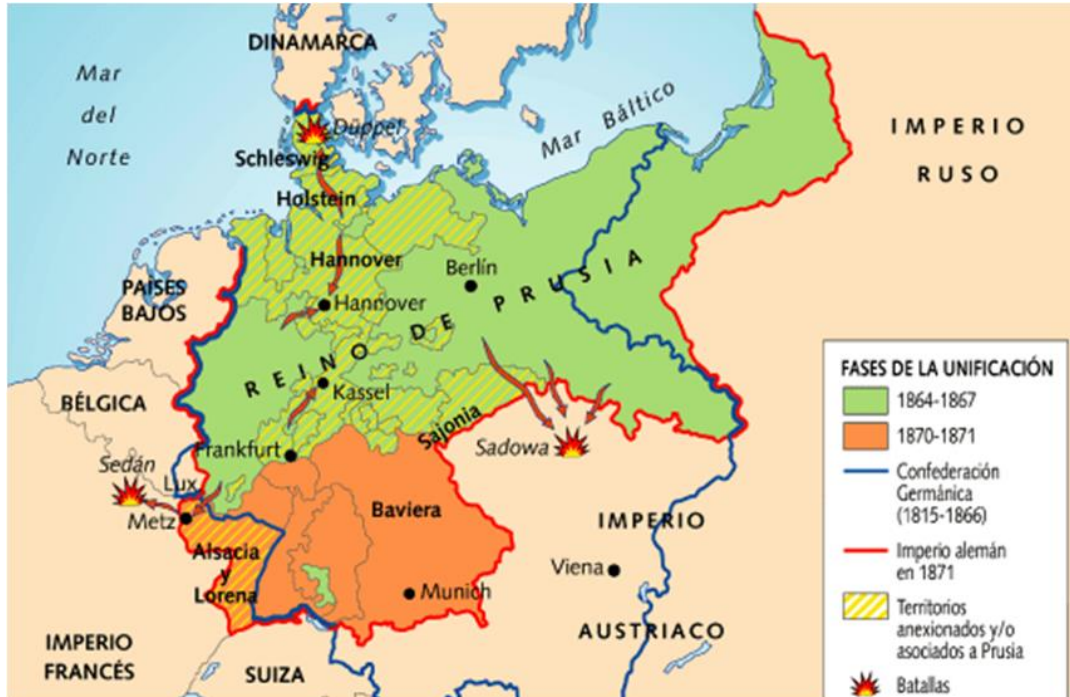 DINAMARCA
Mar
del
Norte
Mar Báltico
IMPERIO
RUSO
Düppel
Schleswig
Holstein
Hannover
Berlín
Hannover
PAÍSES
BAJOS
REINO DE PRUSIA
Kassel
BÉLGICA
Sajonia
Frankfurt
Sadowa
Sedán
Lux.
Metz
Baviera
IMPERIO
Alsacia
y
Lorena
Viena
Munich
AUSTRIACO
IMPERIO
FRANCÉS
SUIZA
FASES DE LA UNIFICACIÓN
1864-1867
1870-1871
Confederación
Germánica
(1815-1866)
Imperio alemán
en 1871
Territorios
anexionados y/o
asociados a Prusia
Batallas